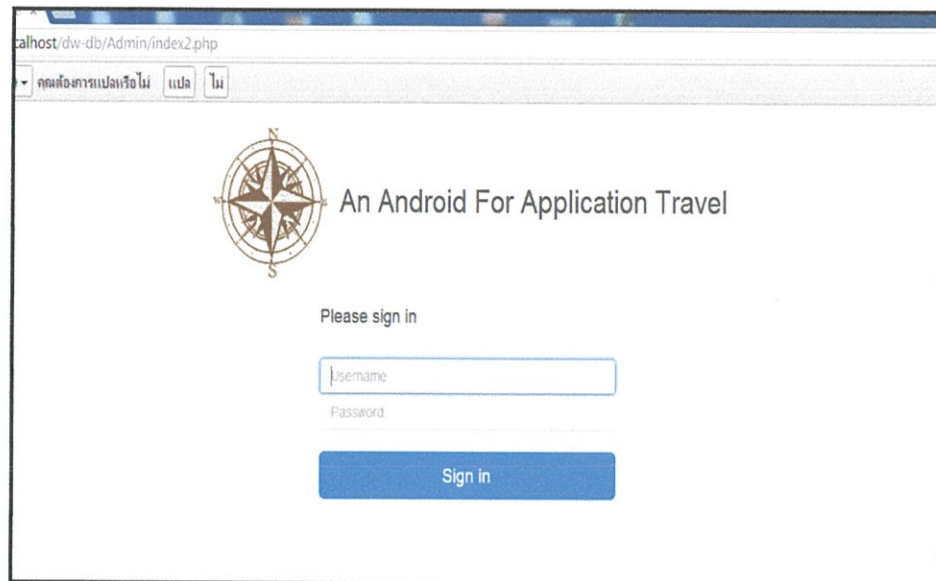 calhost/dw-db/Admin/index2.php
คุณต้องการแปลหรือไม่ แปล ไม่
N
W
E
An Android For Application Travel
S
Please sign in
Username
Password
Sign in